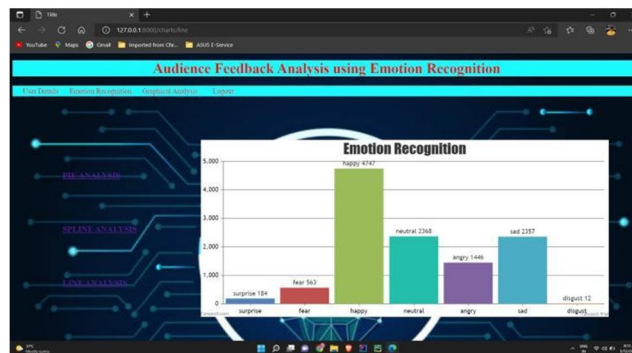 Title
127.0.0.1:8000/charts/line
YouTube Maps Gmail Imported from Chr... ASUS E-Service
Audience Feedback Analysis using Emotion Recognition
User Details Emotion Recognition Graphical Analysis Logout
PIE ANALYSIS
SPLINE ANALYSIS
LINE ANALYSIS
Emotion Recognition
5,000
4,000
3,000
2,000
1,000
0
happy 4747
neutral 2368
sad 2357
angry 1446
fear 563
surprise 184
disgust 12
surprise fear happy neutral angry sad disgust